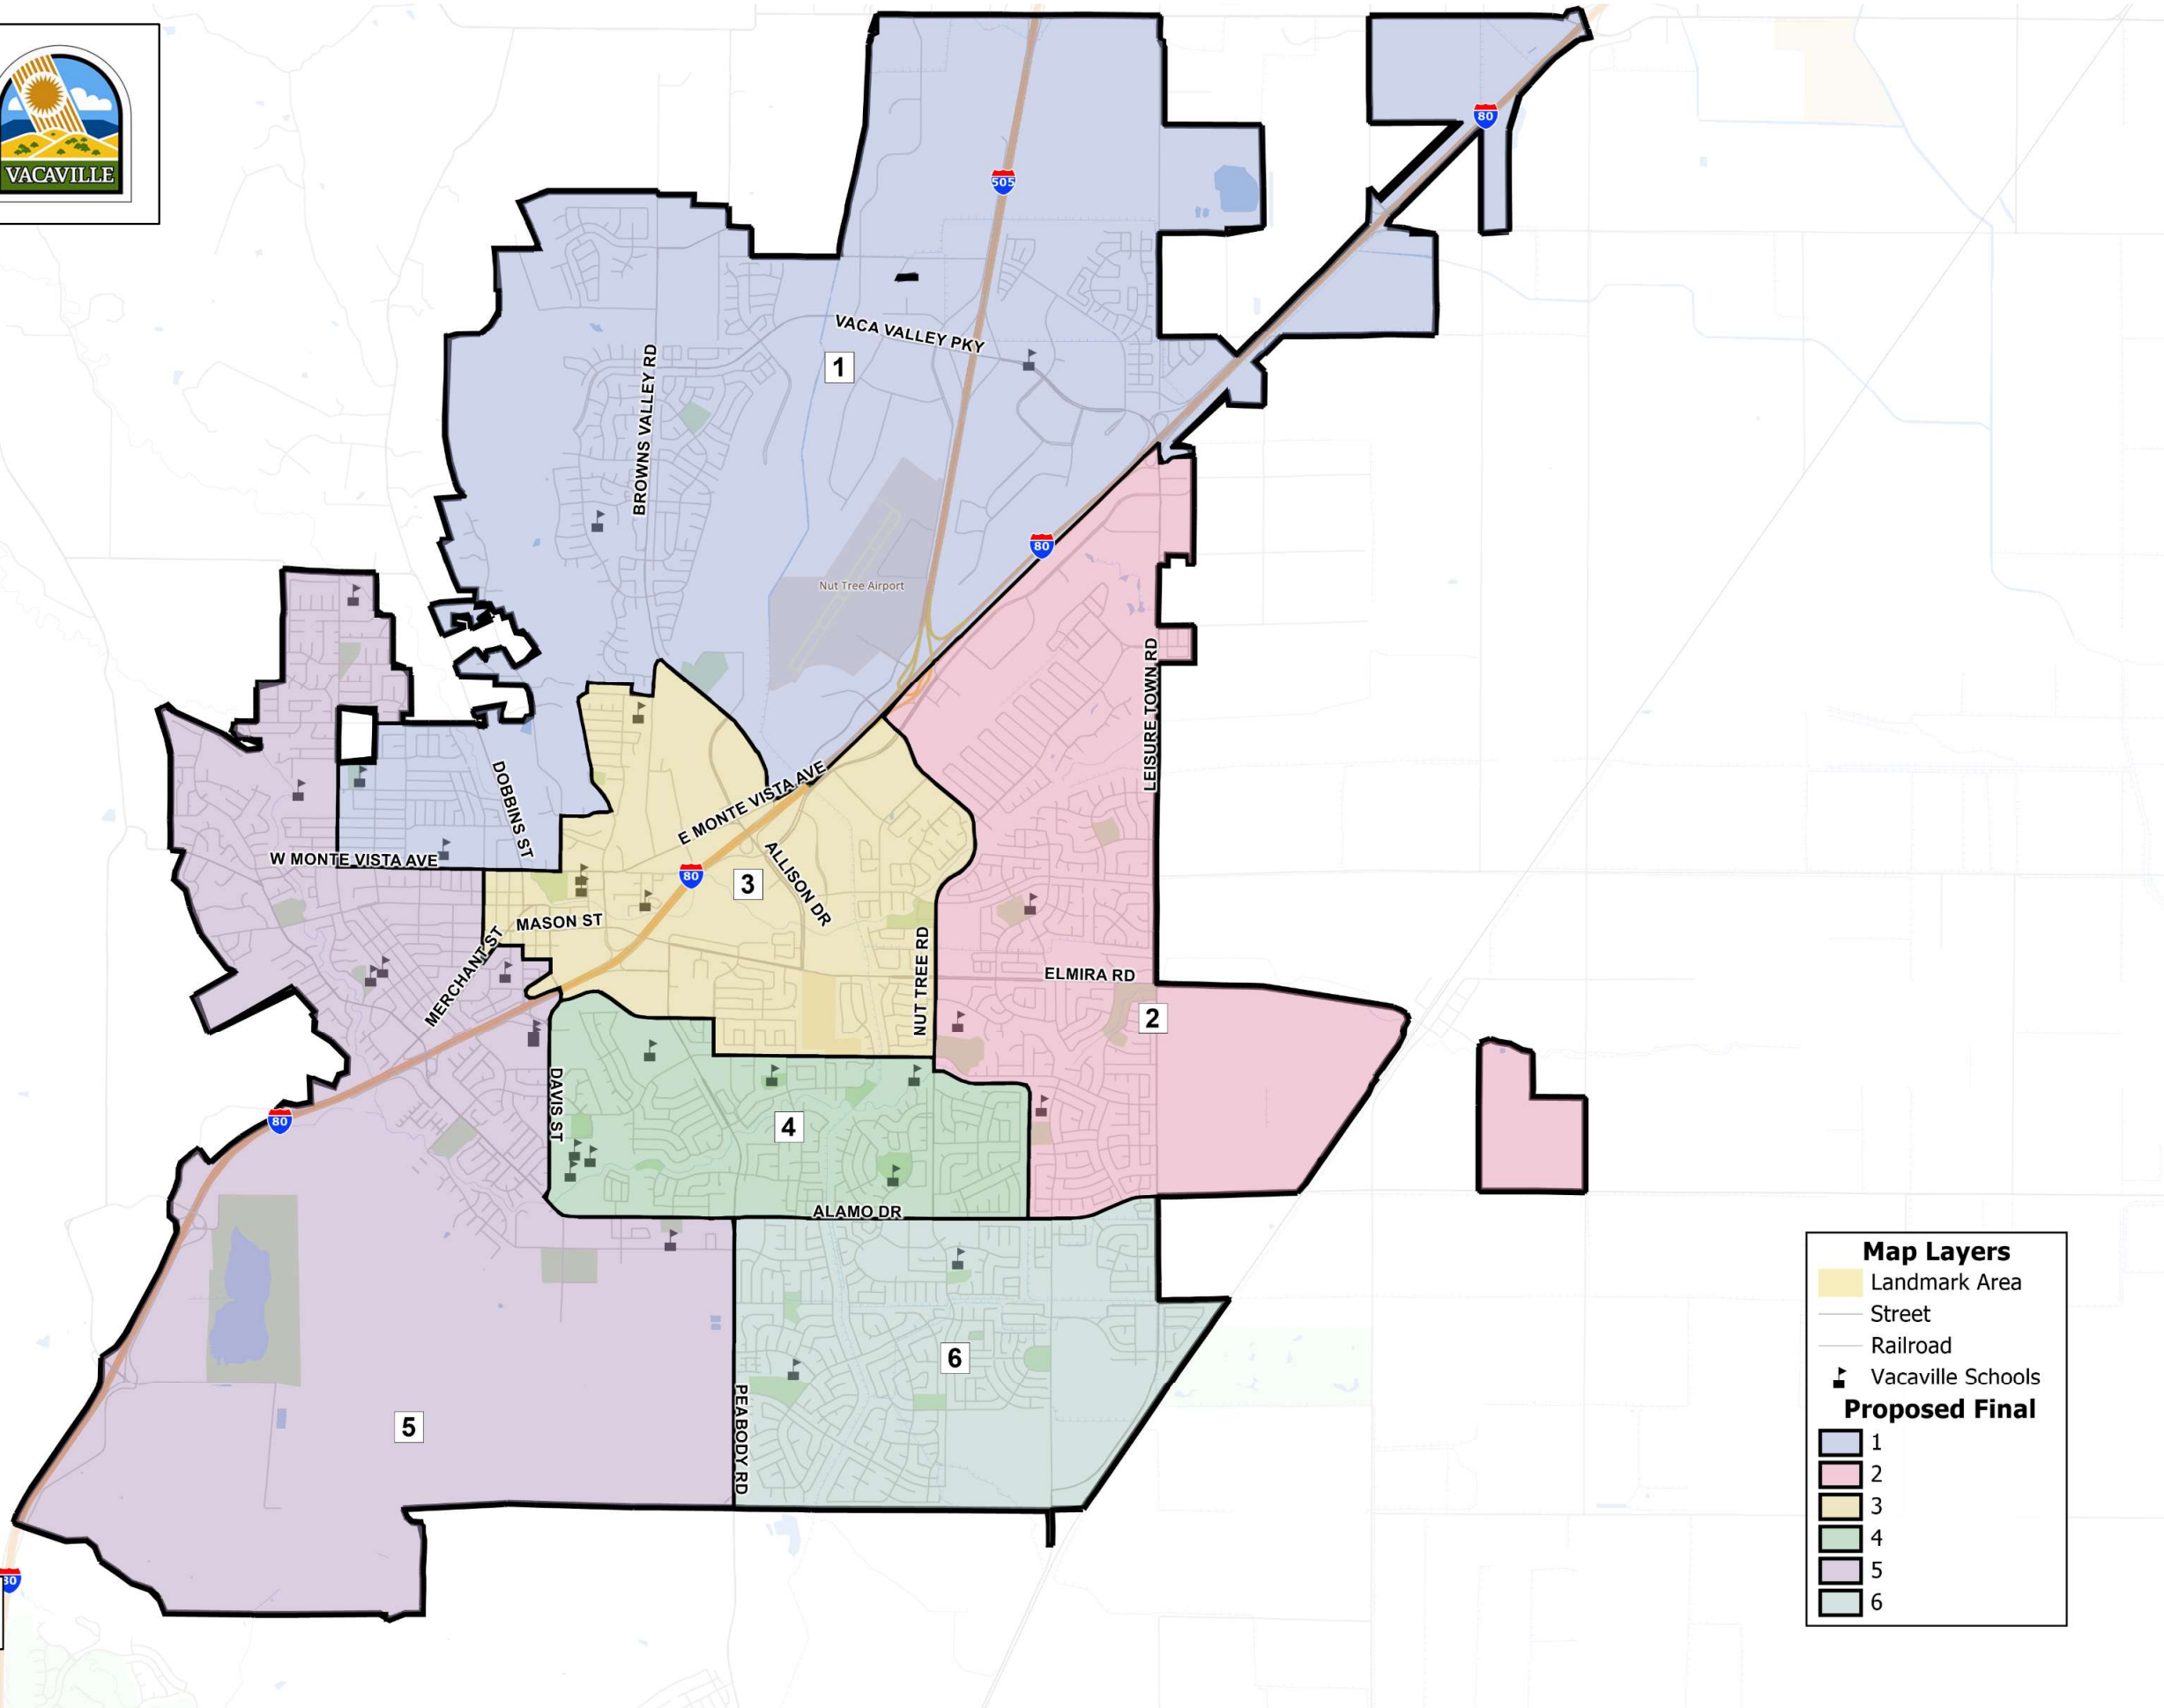 VACAVILLE
80
505
VACA VALLEY PKY
1
BROWNS VALLEY RD
80
Nut Tree Airport
LEISURE TOWN RD
DOBBINS ST
E MONTE VISTA AVE
W MONTE VISTA AVE
ALLISON DR
80
3
MASON ST
MERCHANT ST
NUT TREE RD
ELMIRA RD
2
DAVIS ST
80
4
ALAMO DR
6
PEABODY RD
5
80
Map Layers
Landmark Area
Street
Railroad
Vacaville Schools
Proposed Final
1
2
3
4
5
6